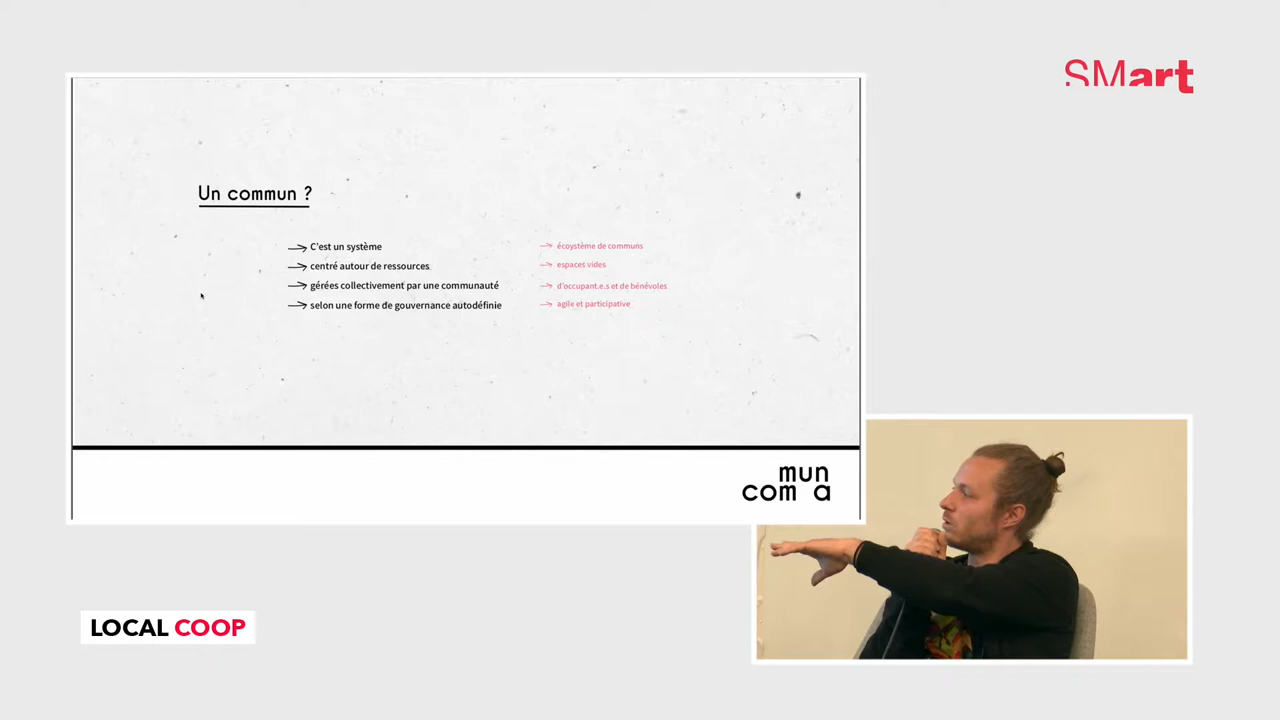 SMart
Un commun ?
C'est un système
écoystème de communs
centré autour de ressources
espaces vides
gérées collectivement par une communauté
d'occupant.e.s et de bénévoles
selon une forme de gouvernance autodéfinie
agile et participative
mun
com a
LOCAL COOP